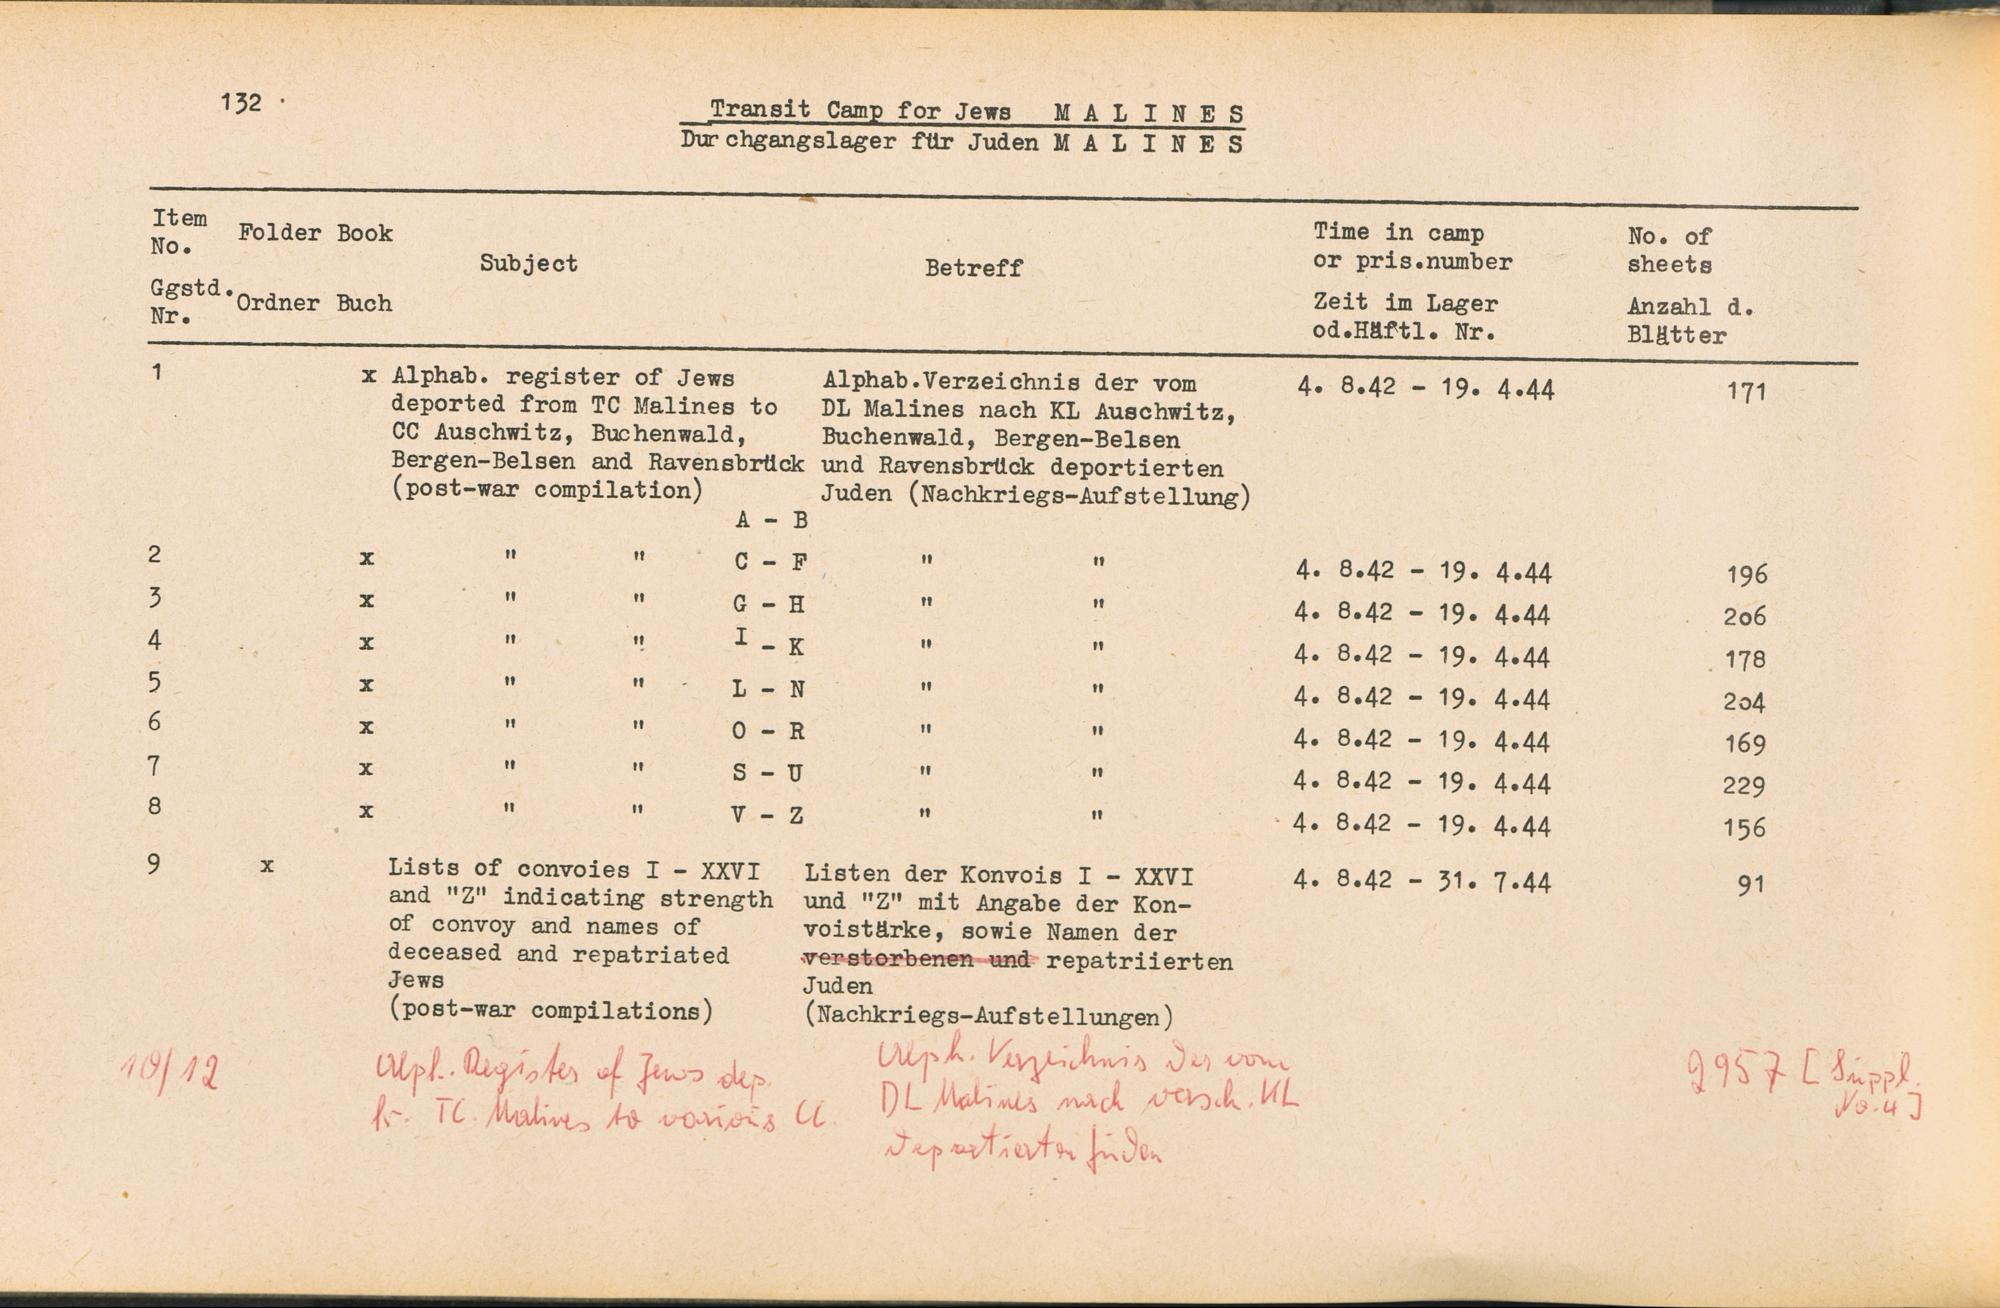 132
Transit Camp for Jews M A L I N E S
Durchgangslager für Juden M A L I N E S
Item No. Folder Book Subject Betreff Time in camp or pris.number No. of sheets
Ggstd. Nr. Ordner Buch Zeit im Lager od.Häftl. Nr. Anzahl d. Blätter
1 x Alphab. register of Jews Alphab.Verzeichnis der vom 4. 8.42 - 19. 4.44 171
deported from TC Malines to DL Malines nach KL Auschwitz,
CC Auschwitz, Buchenwald, Buchenwald, Bergen-Belsen
Bergen-Belsen and Ravensbrück und Ravensbrück deportierten
(post-war compilation) Juden (Nachkriegs-Aufstellung)
A - B
2 x " " C - F " " 4. 8.42 - 19. 4.44 196
3 x " " G - H " " 4. 8.42 - 19. 4.44 206
4 x " " I - K " " 4. 8.42 - 19. 4.44 178
5 x " " L - N " " 4. 8.42 - 19. 4.44 204
6 x " " O - R " " 4. 8.42 - 19. 4.44 169
7 x " " S - U " " 4. 8.42 - 19. 4.44 229
8 x " " V - Z " " 4. 8.42 - 19. 4.44 156
9 x Lists of convoies I - XXVI Listen der Konvois I - XXVI 4. 8.42 - 31. 7.44 91
and "Z" indicating strength und "Z" mit Angabe der Kon-
of convoy and names of voistärke, sowie Namen der
deceased and repatriated verstorbenen und repatriierten
Jews Juden
(post-war compilations) (Nachkriegs-Aufstellungen)
10/12 Alph. Register of Jews dep. Alph. Verzeichnis der vom 2957 [Suppl.
fr. TC. Malines to various CC. DL Malines nach versch. KL No. 4]
deportierten Juden